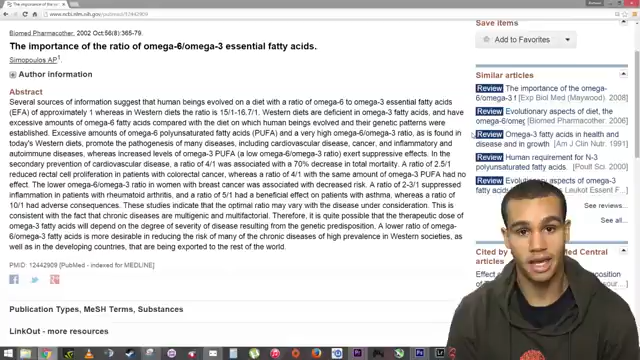 The importance of the rat
www.ncbi.nlm.nih.gov/pubmed/12442909
Biomed Pharmacother. 2002 Oct;56(8):365-79.
The importance of the ratio of omega-6/omega-3 essential fatty acids.
Simopoulos AP1.
Author information
Abstract
Several sources of information suggest that human beings evolved on a diet with a ratio of omega-6 to omega-3 essential fatty acids
(EFA) of approximately 1 whereas in Western diets the ratio is 15/1-16.7/1. Western diets are deficient in omega-3 fatty acids, and have
excessive amounts of omega-6 fatty acids compared with the diet on which human beings evolved and their genetic patterns were
established. Excessive amounts of omega-6 polyunsaturated fatty acids (PUFA) and a very high omega-6/omega-3 ratio, as is found in
today's Western diets, promote the pathogenesis of many diseases, including cardiovascular disease, cancer, and inflammatory and
autoimmune diseases, whereas increased levels of omega-3 PUFA (a low omega-6/omega-3 ratio) exert suppressive effects. In the
secondary prevention of cardiovascular disease, a ratio of 4/1 was associated with a 70% decrease in total mortality. A ratio of 2.5/1
reduced rectal cell proliferation in patients with colorectal cancer, whereas a ratio of 4/1 with the same amount of omega-3 PUFA had no
effect. The lower omega-6/omega-3 ratio in women with breast cancer was associated with decreased risk. A ratio of 2-3/1 suppressed
inflammation in patients with rheumatoid arthritis, and a ratio of 5/1 had a beneficial effect on patients with asthma, whereas a ratio of
10/1 had adverse consequences. These studies indicate that the optimal ratio may vary with the disease under consideration. This is
consistent with the fact that chronic diseases are multigenic and multifactorial. Therefore, it is quite possible that the therapeutic dose of
omega-3 fatty acids will depend on the degree of severity of disease resulting from the genetic predisposition. A lower ratio of omega-
6/omega-3 fatty acids is more desirable in reducing the risk of many of the chronic diseases of high prevalence in Western societies, as
well as in the developing countries, that are being exported to the rest of the world.
PMID: 12442909 [PubMed - indexed for MEDLINE]
Publication Types, MeSH Terms, Substances
LinkOut - more resources
Save items
Add to Favorites
Similar articles
Review The importance of the ratio of
omega-6/omega-3 f [Exp Biol Med (Maywood). 2008]
Review Evolutionary aspects of diet, the
omega-6/omeg [Biomed Pharmacother. 2006]
Review Omega-3 fatty acids in health and
disease and in growth [Am J Clin Nutr. 1991]
Review Human requirement for N-3
polyunsaturated fatty acids. [Poult Sci.
Review Evolutionary aspects of
Leukot Essent F
See reviews...
See all...
Central
articles
Effect o
position of